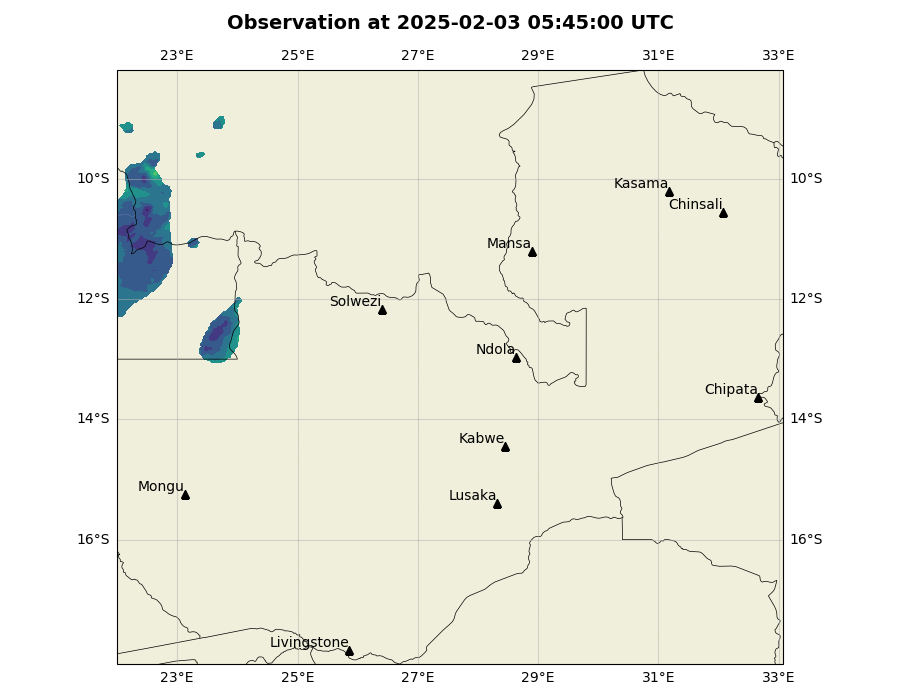 Observation at 2025-02-03 05:45:00 UTC
23°E 25°E 27°E 29°E 31°E 33°E
10°S 10°S
Kasama
Chinsali
Mansa
12°S 12°S
Solwezi
Ndola
Chipata
14°S 14°S
Kabwe
Mongu
Lusaka
16°S 16°S
Livingstone
23°E 25°E 27°E 29°E 31°E 33°E